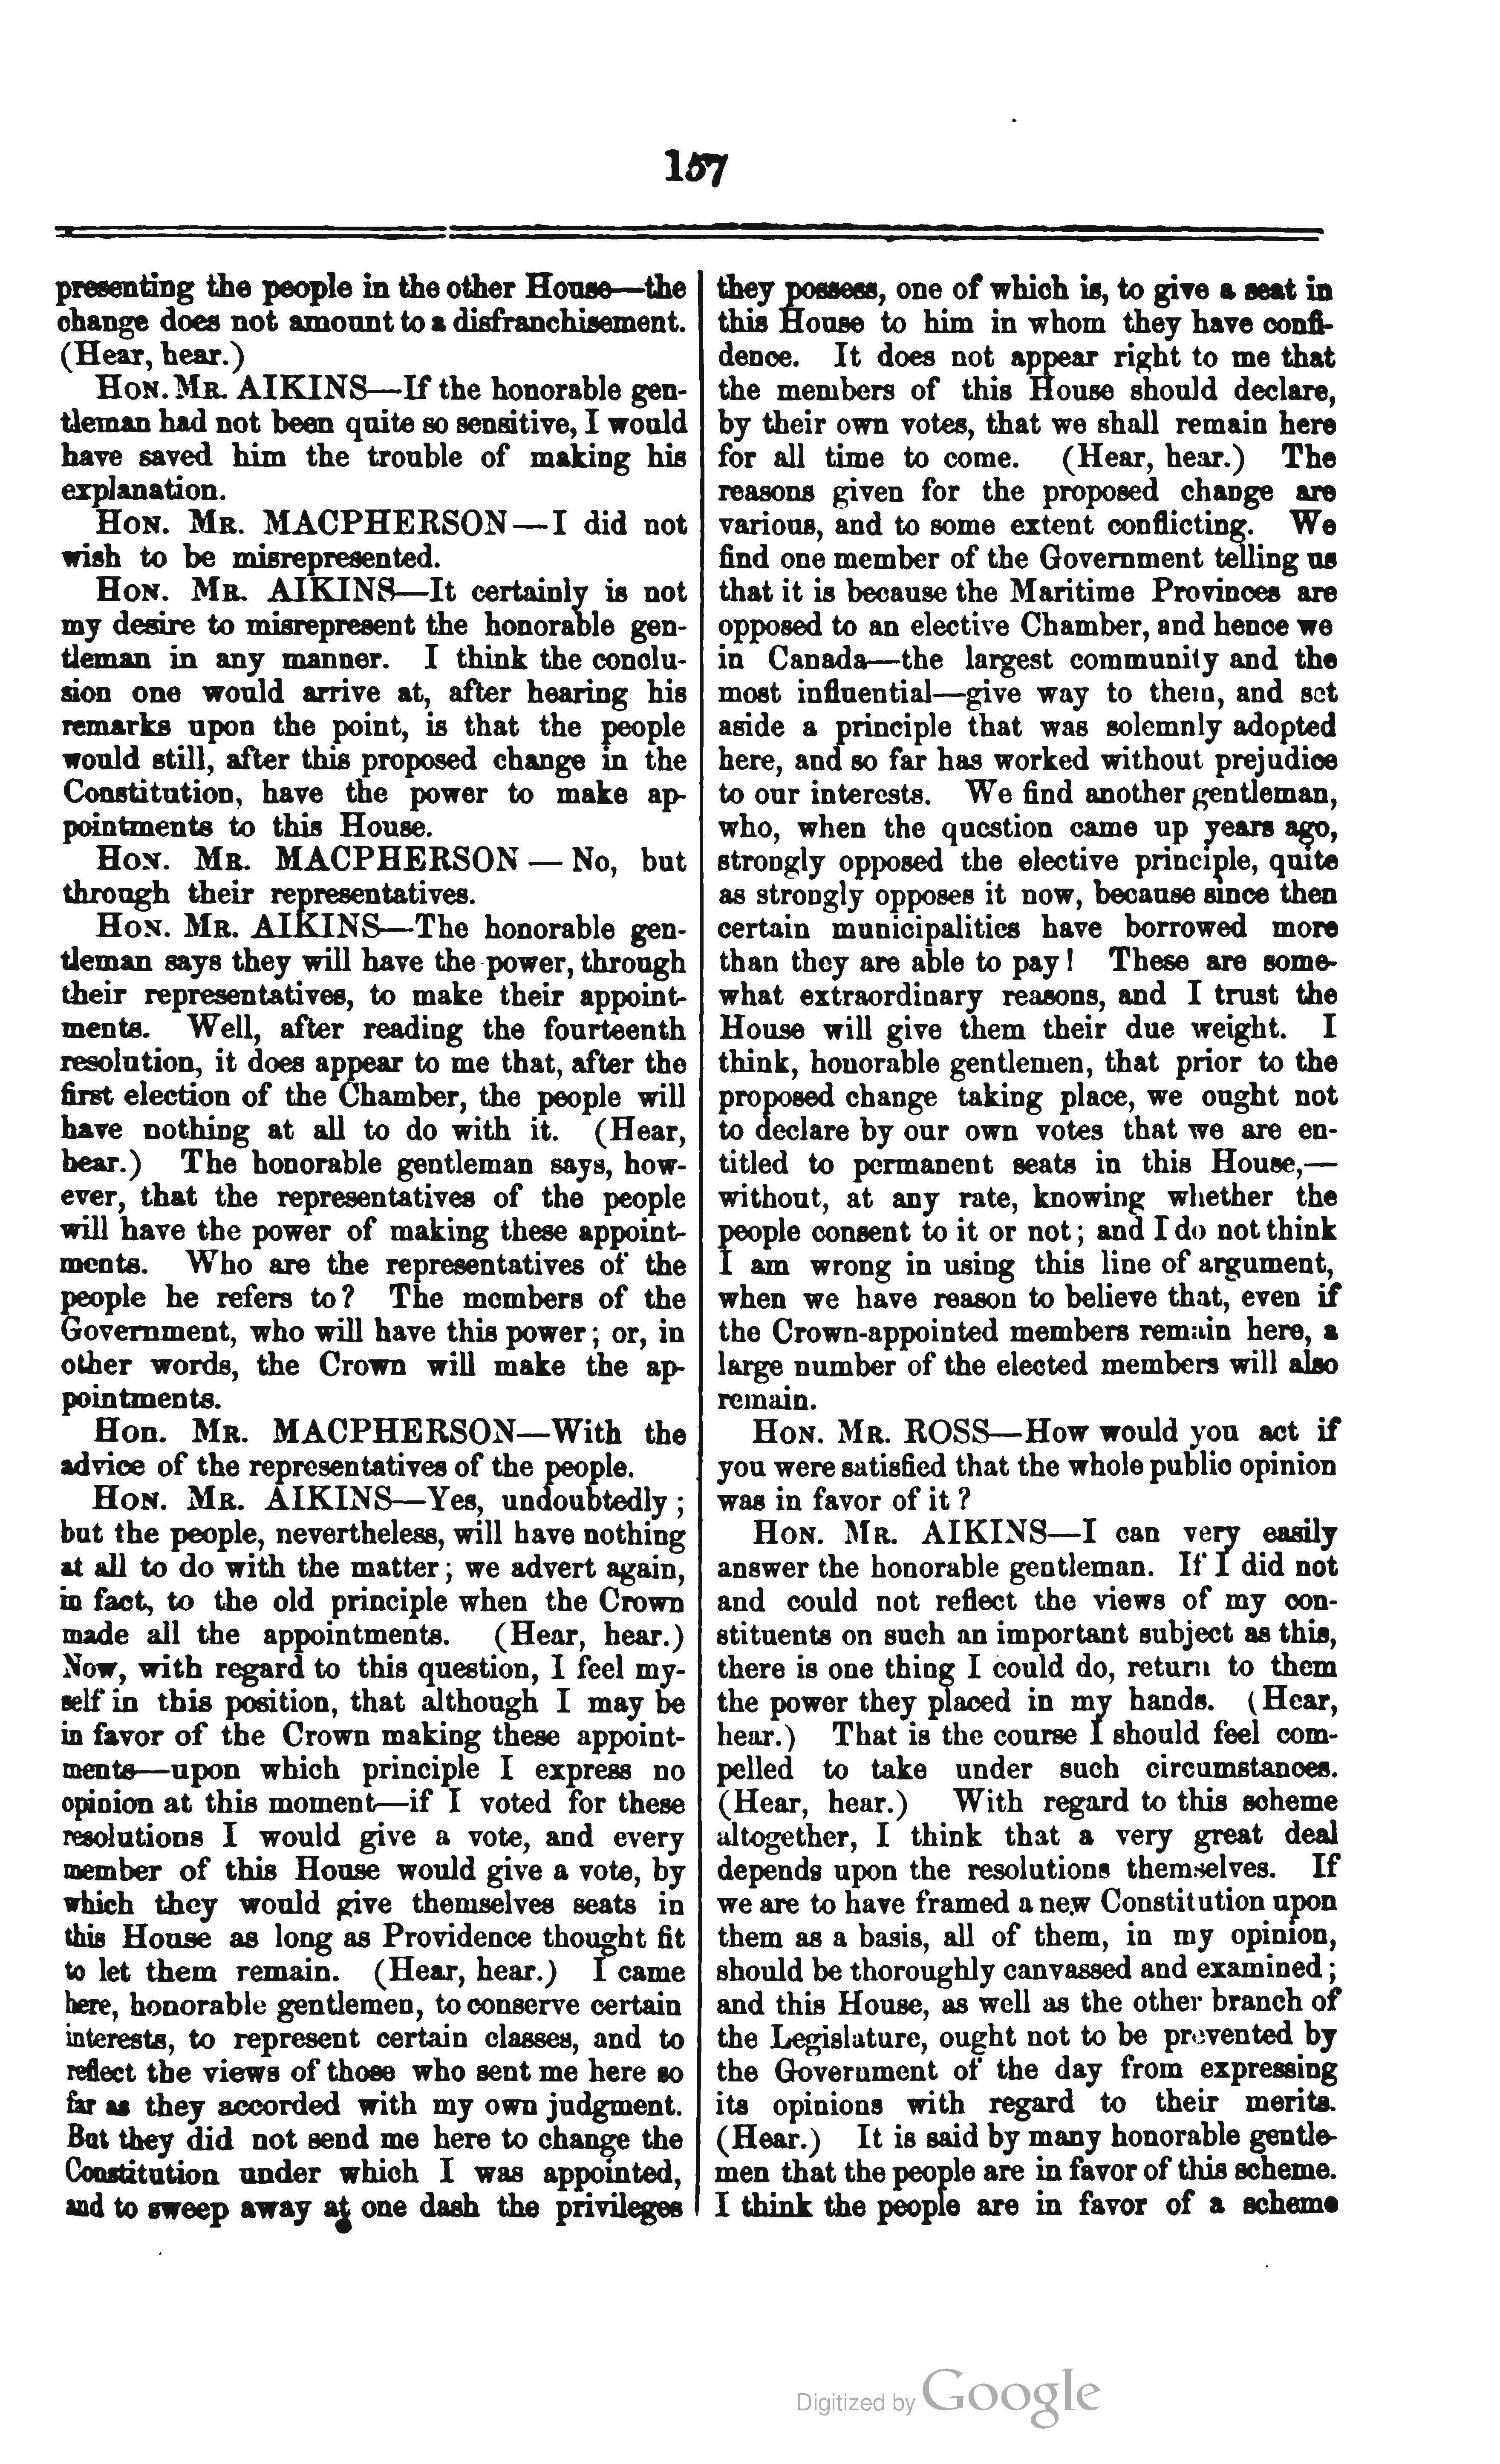 157
presenting the people in the other House—the
change does not amount to a disfranchisement.
(Hear, hear.)
HON. MR. AIKINS—If the honorable gen-
tleman had not been quite so sensitive, I would
have saved him the trouble of making his
explanation.
HON. MR. MACPHERSON—I did not
wish to be misrepresented.
HON. MR. AIKINS—It certainly is not
my desire to misrepresent the honorable gen-
tleman in any manner. I think the conclu-
sion one would arrive at, after hearing his
remarks upon the point, is that the people
would still, after this proposed change in the
Constitution, have the power to make ap-
pointments to this House.
HON. MR. MACPHERSON—No, but
through their representatives.
HON. MR. AIKINS—The honorable gen-
tleman says they will have the power, through
their representatives, to make their appoint-
ments. Well, after reading the fourteenth
resolution, it does appear to me that, after the
first election of the Chamber, the people will
have nothing at all to do with it. (Hear,
hear.) The honorable gentleman says, how-
ever, that the representatives of the people
will have the power of making these appoint-
ments. Who are the representatives of the
people he refers to? The members of the
Government, who will have this power; or, in
other words, the Crown will make the ap-
pointments.
Hon. MR. MACPHERSON—With the
advice of the representatives of the people.
HON. MR. AIKINS—Yes, undoubtedly;
but the people, nevertheless, will have nothing
at all to do with the matter; we advert again,
in fact, to the old principle when the Crown
made all the appointments. (Hear, hear.)
Now, with regard to this question, I feel my-
self in this position, that although I may be
in favor of the Crown making these appoint-
ments—upon which principle I express no
opinion at this moment—if I voted for these
resolutions I would give a vote, and every
member of this House would give a vote, by
which they would give themselves seats in
this House as long as Providence thought fit
to let them remain. (Hear, hear.) I came
here, honorable gentlemen, to conserve certain
interests, to represent certain classes, and to
reflect the views of those who sent me here so
far as they accorded with my own judgment.
But they did not send me here to change the
Constitution under which I was appointed,
and to sweep away at one dash the privileges
they possess, one of which is, to give a seat in
this House to him in whom they have confi-
dence. It does not appear right to me that
the members of this House should declare,
by their own votes, that we shall remain here
for all time to come. (Hear, hear.) The
reasons given for the proposed change are
various, and to some extent conflicting. We
find one member of the Government telling us
that it is because the Maritime Provinces are
opposed to an elective Chamber, and hence we
in Canada—the largest community and the
most influential—give way to them, and set
aside a principle that was solemnly adopted
here, and so far has worked without prejudice
to our interests. We find another gentleman,
who, when the question came up years ago,
strongly opposed the elective principle, quite
as strongly opposes it now, because since then
certain municipalities have borrowed more
than they are able to pay! These are some-
what extraordinary reasons, and I trust the
House will give them their due weight. I
think, honorable gentlemen, that prior to the
proposed change taking place, we ought not
to declare by our own votes that we are en-
titled to permanent seats in this House,—
without, at any rate, knowing whether the
people consent to it or not; and I do not think
I am wrong in using this line of argument,
when we have reason to believe that, even if
the Crown-appointed members remain here, a
large number of the elected members will also
remain.
HON. MR. ROSS—How would you act if
you were satisfied that the whole public opinion
was in favor of it?
HON. MR. AIKINS—I can very easily
answer the honorable gentleman. If I did not
and could not reflect the views of my con-
stituents on such an important subject as this,
there is one thing I could do, return to them
the power they placed in my hands. (Hear,
hear.) That is the course I should feel com-
pelled to take under such circumstances.
(Hear, hear.) With regard to this scheme
altogether, I think that a very great deal
depends upon the resolutions themselves. If
we are to have framed a new Constitution upon
them as a basis, all of them, in my opinion,
should be thoroughly canvassed and examined;
and this House, as well as the other branch of
the Legislature, ought not to be prevented by
the Government of the day from expressing
its opinions with regard to their merits.
(Hear.) It is said by many honorable gentle-
men that the people are in favor of this scheme.
I think the people are in favor of a scheme
Digitized by Google